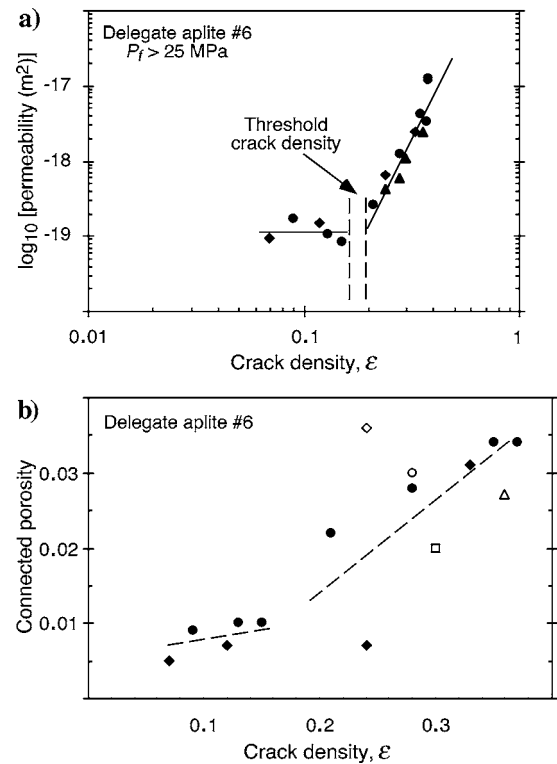 a)
Delegate aplite #6
P_f > 25 MPa
Threshold
crack density
log10 [permeability (m2)]
-17
-18
-19
0.01
0.1
1
Crack density, ε
b)
Delegate aplite #6
Connected porosity
0.03
0.02
0.01
0.00
0.1
0.2
0.3
Crack density, ε